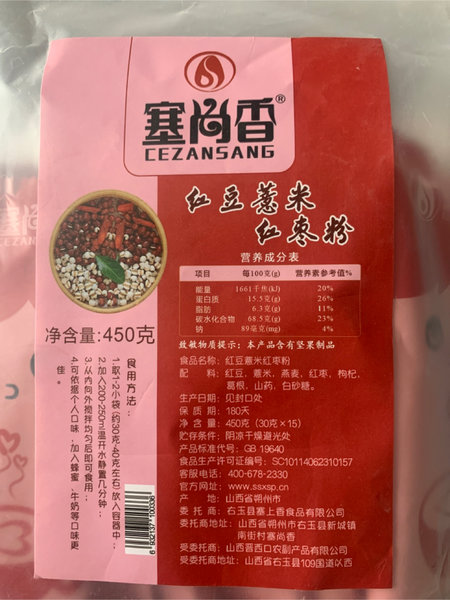 塞尚香®
CEZANSANG
红豆薏米
红枣粉
营养成分表
项目 每100克(g) 营养素参考值%
能量 1661千焦(kJ) 20%
蛋白质 15.5克(g) 26%
脂肪 6.3克(g) 11%
碳水化合物 68.5克(g) 23%
钠 89毫克(mg) 4%
致敏物质提示：本产品含有坚果制品
净含量:450克
食品名称：红豆薏米红枣粉
配 料：红豆、薏米、燕麦、红枣、枸杞、
葛根、山药、白砂糖。
生产日期：见封口处
保 质 期：180天
净 含 量：450克（30克×15）
贮存条件：阴凉干燥避光处
产品标准代号：GB 19640
食品生产许可证编号：SC10114062310157
客服电话：400-678-2330
官 网：www.ssxsp.cn
产 地：山西省朔州市
委 托 商：右玉县塞上香食品有限公司
委托商地址：山西省朔州市右玉县新城镇
南街村塞尚香
受委托商：山西晋西口农副产品有限公司
受委托商地址：山西省右玉县109国道以西
食用方法：
1.取1-2小袋(约30克-60克左右)放入容器中；
2.加入200-250ml温开水静置几分钟；
3.从内向外搅拌均匀后即可食用；
4.可依据个人口味，加入蜂蜜、牛奶等口味更
佳。